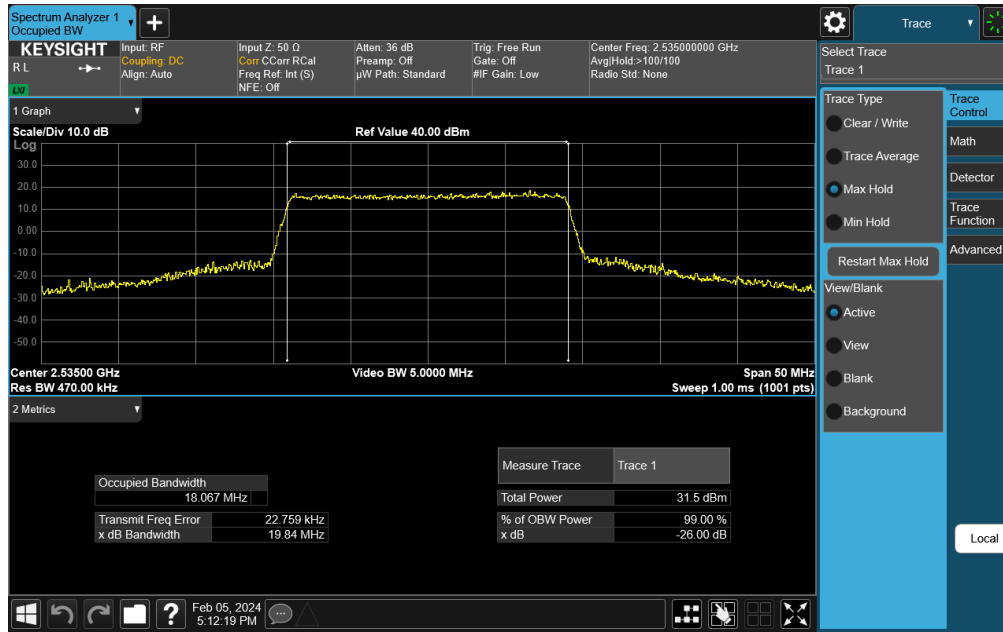 Spectrum Analyzer 1
Occupied BW
Trace
KEYSIGHT
R L
LXI
Input: RF
Coupling: DC
Align: Auto
Input Z: 50 Ω
Corr CCorr RCal
Freq Ref: Int (S)
NFE: Off
Atten: 36 dB
Preamp: Off
µW Path: Standard
Trig: Free Run
Gate: Off
#IF Gain: Low
Center Freq: 2.535000000 GHz
Avg|Hold:>100/100
Radio Std: None
Select Trace
Trace 1
1 Graph
Scale/Div 10.0 dB
Ref Value 40.00 dBm
Log
30.0
20.0
10.0
0.00
-10.0
-20.0
-30.0
-40.0
-50.0
Center 2.53500 GHz
Video BW 5.0000 MHz
Span 50 MHz
Res BW 470.00 kHz
Sweep 1.00 ms (1001 pts)
2 Metrics
Occupied Bandwidth
18.067 MHz
Transmit Freq Error 22.759 kHz
x dB Bandwidth 19.84 MHz
Measure Trace Trace 1
Total Power 31.5 dBm
% of OBW Power 99.00 %
x dB -26.00 dB
Trace Type
Clear / Write
Trace Average
Max Hold
Min Hold
Restart Max Hold
View/Blank
Active
View
Blank
Background
Trace
Control
Math
Detector
Trace
Function
Advanced
Local
?
Feb 05, 2024
5:12:19 PM